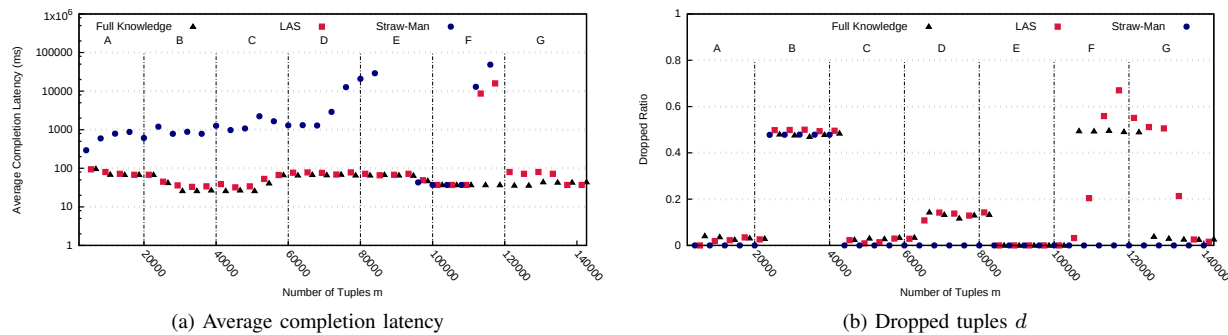 Full Knowledge LAS Straw-Man
A B C D E F G
1x10⁶
100000
10000
1000
100
10
1
Average Completion Latency (ms)
20000 40000 60000 80000 100000 120000 140000
Number of Tuples m
(a) Average completion latency
Full Knowledge LAS Straw-Man
A B C D E F G
1
0.8
0.6
0.4
0.2
0
Dropped Ratio
20000 40000 60000 80000 100000 120000 140000
Number of Tuples m
(b) Dropped tuples d